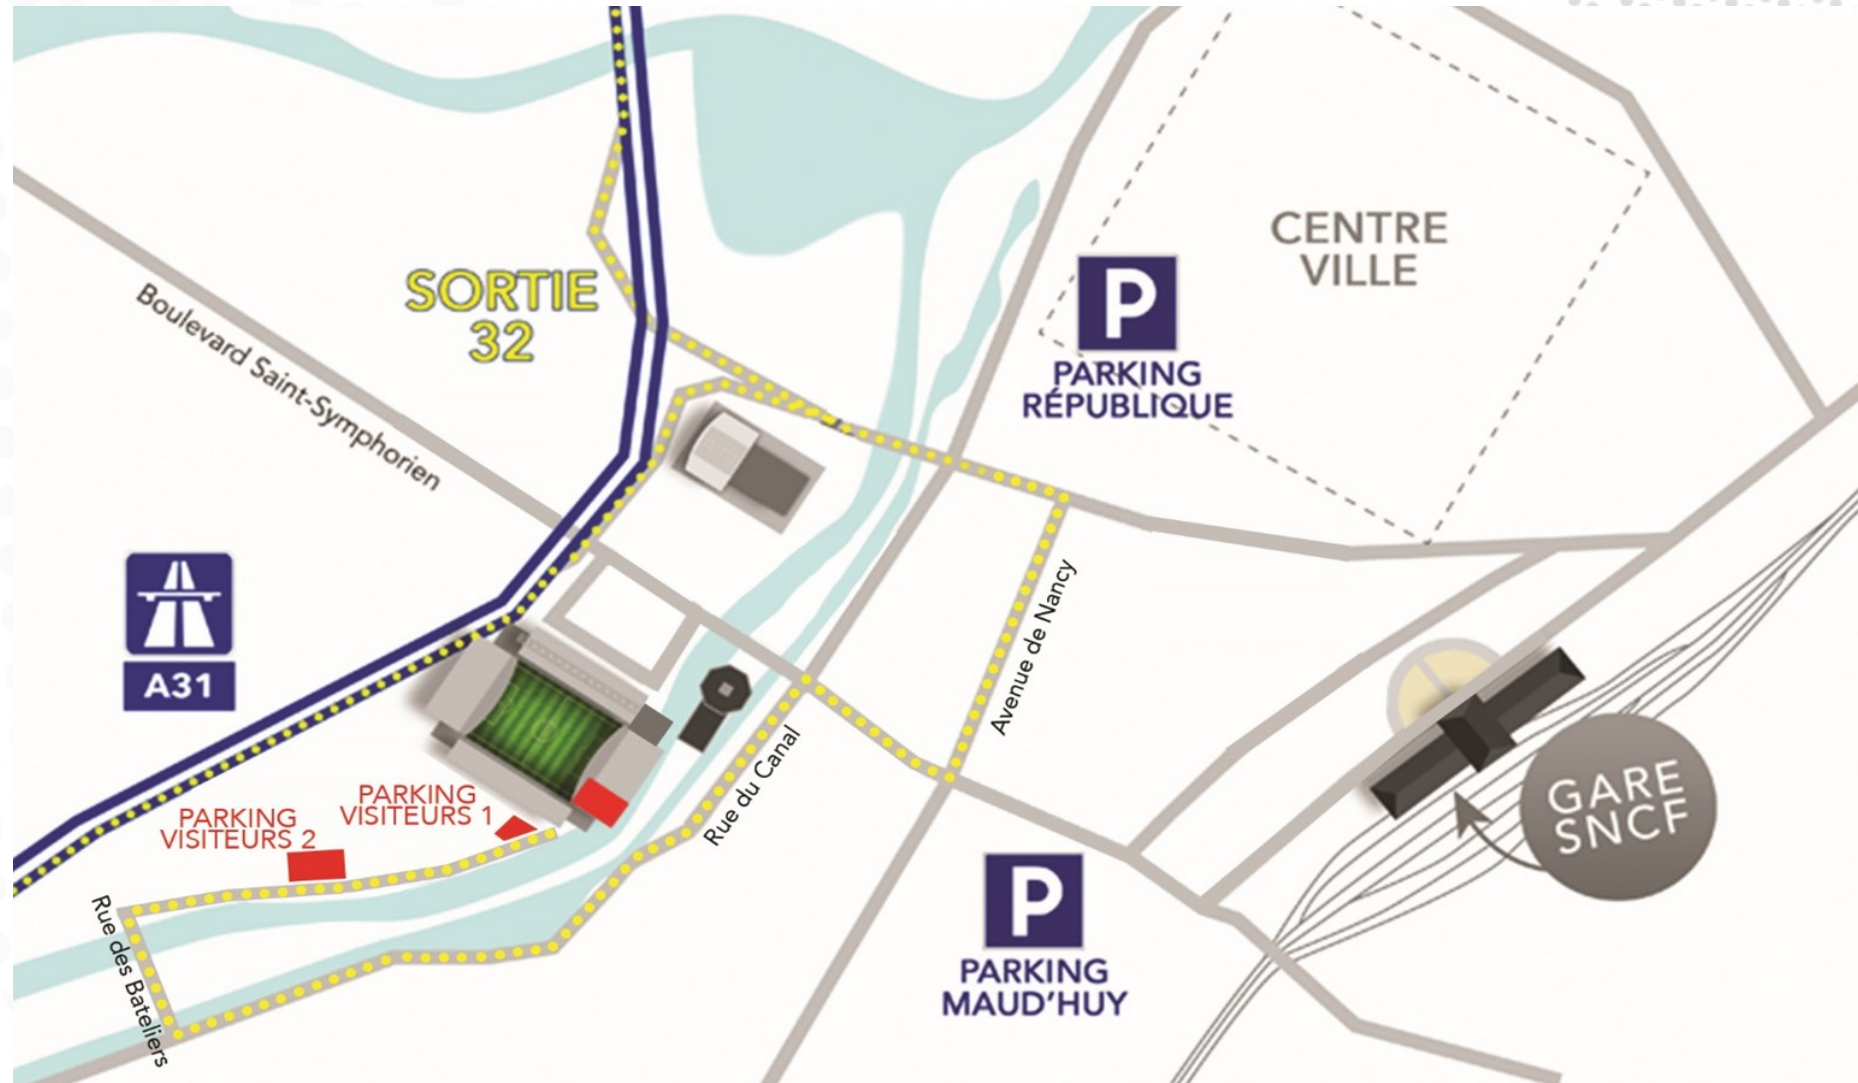 CENTRE
VILLE
SORTIE
32
P
PARKING
RÉPUBLIQUE
Boulevard Saint-Symphorien
A31
Avenue de Nancy
Rue du Canal
PARKING
VISITEURS 1
PARKING
VISITEURS 2
GARE
SNCF
Rue des Bateliers
P
PARKING
MAUD'HUY